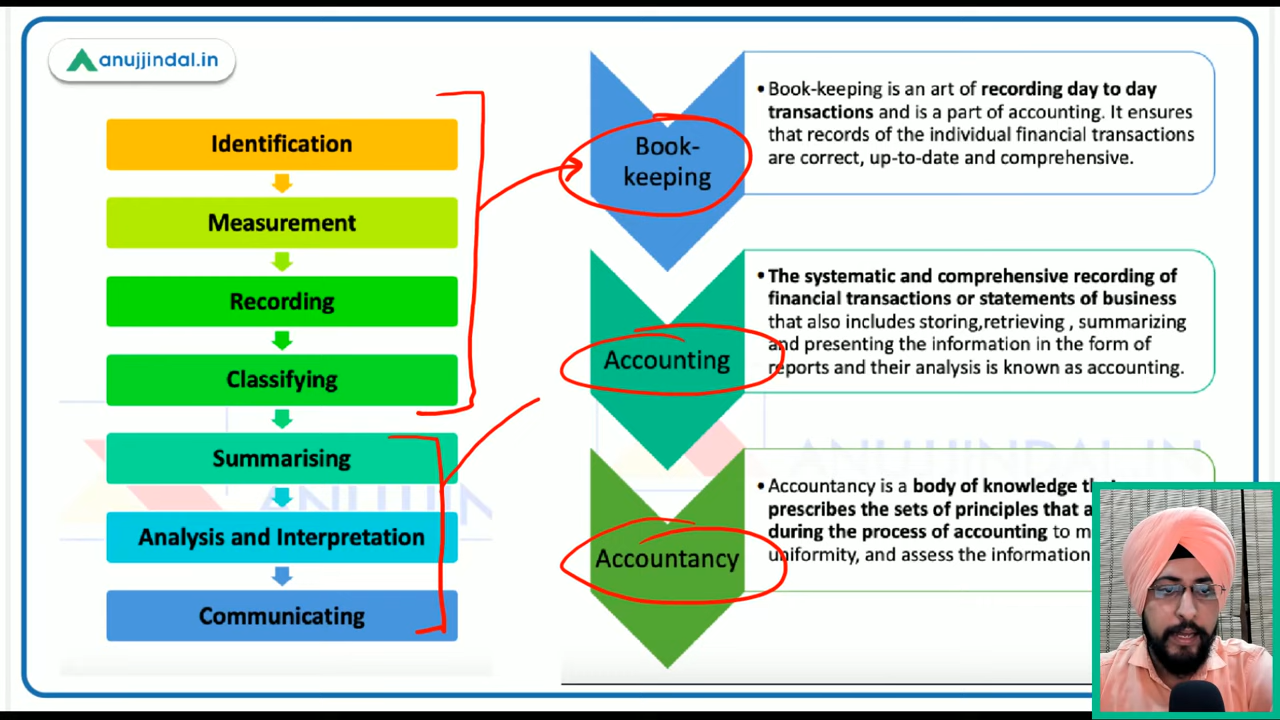 anujjindal.in
Identification
Measurement
Recording
Classifying
Summarising
Analysis and Interpretation
Communicating
Book-
keeping
• Book-keeping is an art of recording day to day
transactions and is a part of accounting. It ensures
that records of the individual financial transactions
are correct, up-to-date and comprehensive.
Accounting
• The systematic and comprehensive recording of
financial transactions or statements of business
that also includes storing,retrieving , summarizing
and presenting the information in the form of
reports and their analysis is known as accounting.
Accountancy
• Accountancy is a body of knowledge
prescribes the sets of principles that
during the process of accounting to
uniformity, and assess the information
ANUJJINDAL.IN